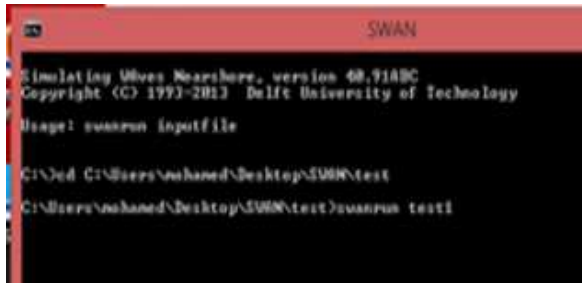 SWAN
Simulating WAves Nearshore, version 40.91ABC
Copyright (C) 1993-2013 Delft University of Technology
Usage: swanrun inputfile
C:\>cd C:\Users\mohamed\Desktop\SWAN\test
C:\Users\mohamed\Desktop\SWAN\test>swanrun test1